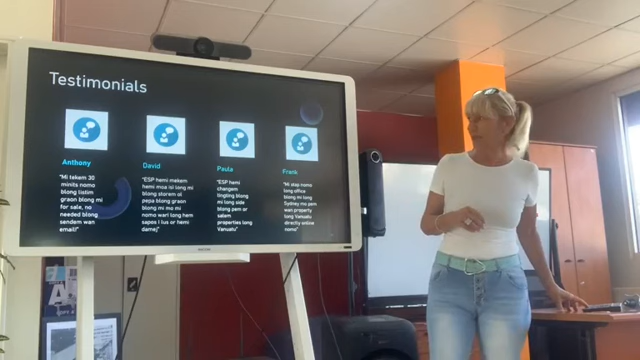 Testimonials
Anthony
"Mi tekem 30
minits nomo
blong listim
graon blong mi
for sale, no
needed blong
sendem wan
email!"
David
"ESP hemi mekem
hemi mos isi long mi
blong storem ol
pepa blong graon
blong mi mo mi
no mo wari long hem
sapos i lus or hemi
damej"
Paula
"ESP hemi
changem
lingling blong
mi long side
blong pem or
salem
properties long
Vanuatu"
Frank
"Mi stap nomo
long office
blong mi long
Sydney mo pem
wan property
long Vanuatu
directly online
nomo"